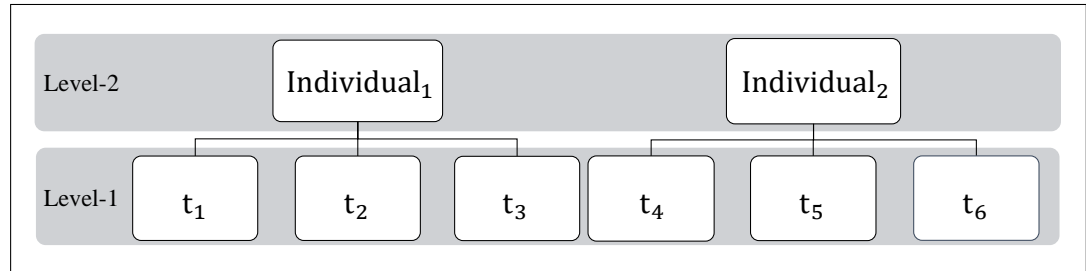 Level-2 Individual₁ Individual₂
Level-1 t₁ t₂ t₃ t₄ t₅ t₆